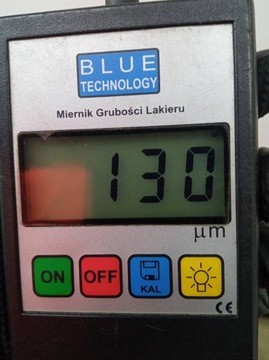 BLUE
TECHNOLOGY
Miernik Grubości Lakieru
130
µm
ON
OFF
KAL
CE